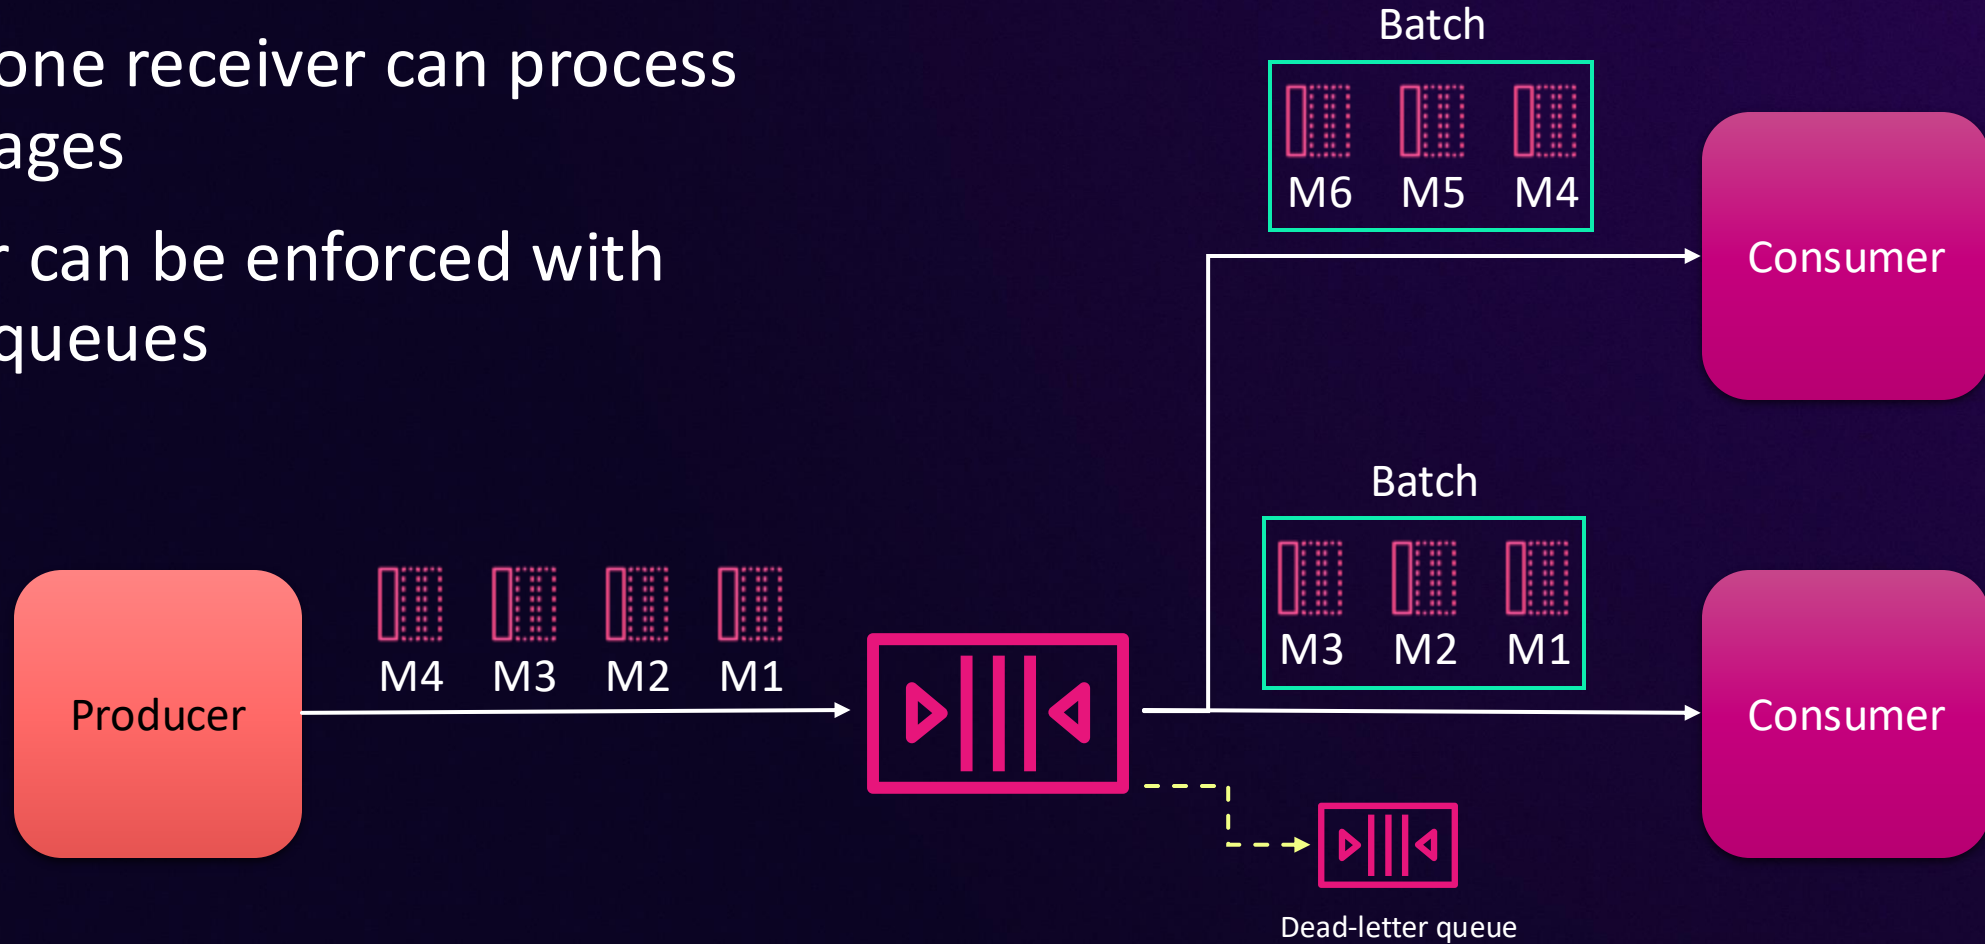 one receiver can process
ages
can be enforced with
queues
Batch
M6 M5 M4
Consumer
Batch
M3 M2 M1
Consumer
Producer
M4 M3 M2 M1
Dead-letter queue